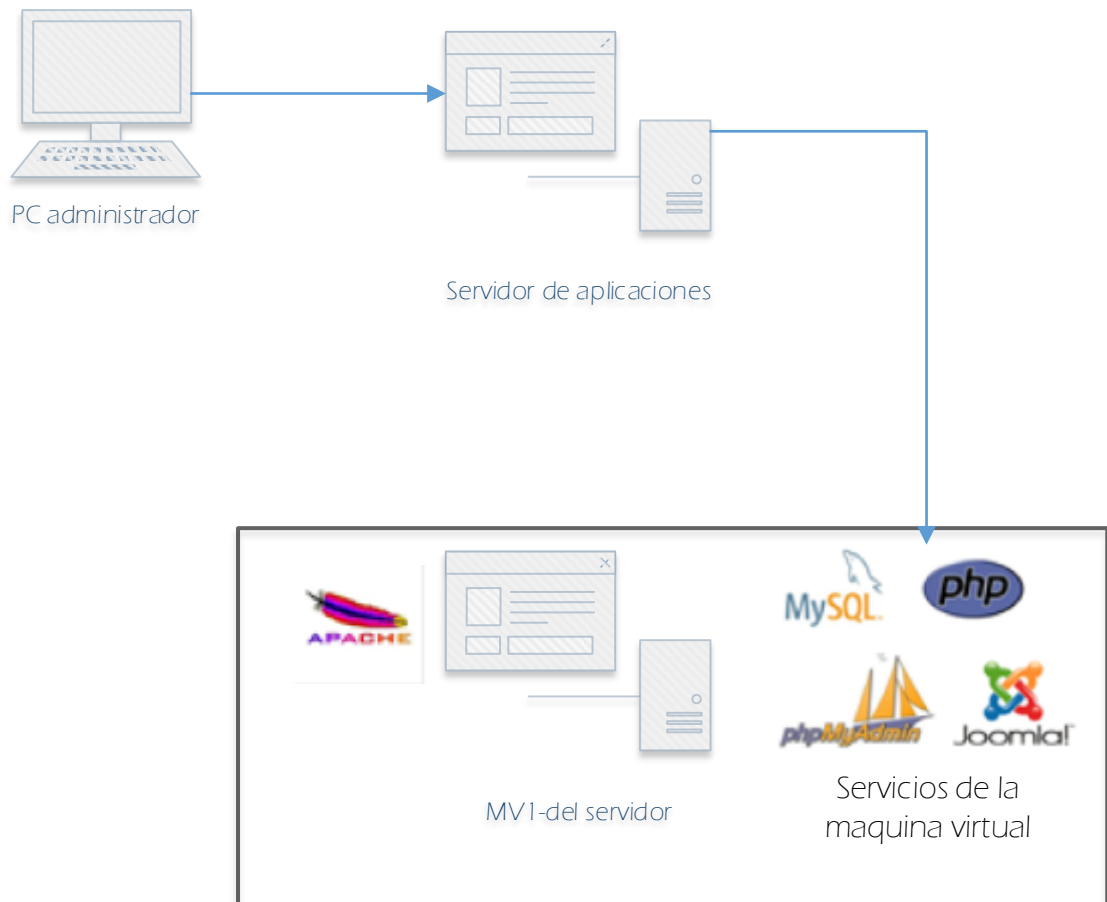 PC administrador
Servidor de aplicaciones
APACHE
MySQL
php
phpMyAdmin
Joomla!
MV1-del servidor
Servicios de la
maquina virtual